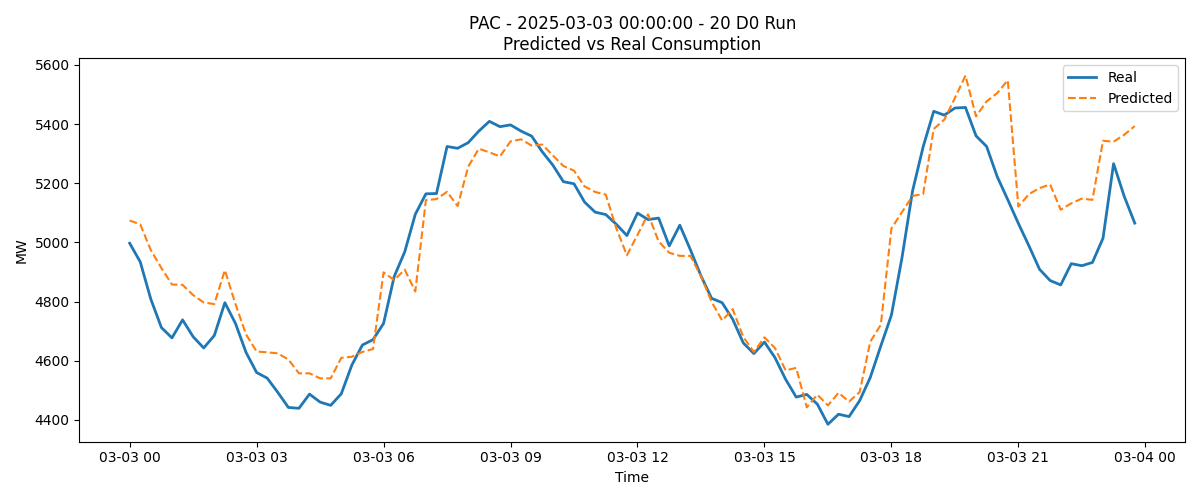 PAC - 2025-03-03 00:00:00 - 20 D0 Run
Predicted vs Real Consumption
5600
5400
5200
5000
4800
4600
4400
MW
Real
Predicted
03-03 00
03-03 03
03-03 06
03-03 09
03-03 12
03-03 15
03-03 18
03-03 21
03-04 00
Time